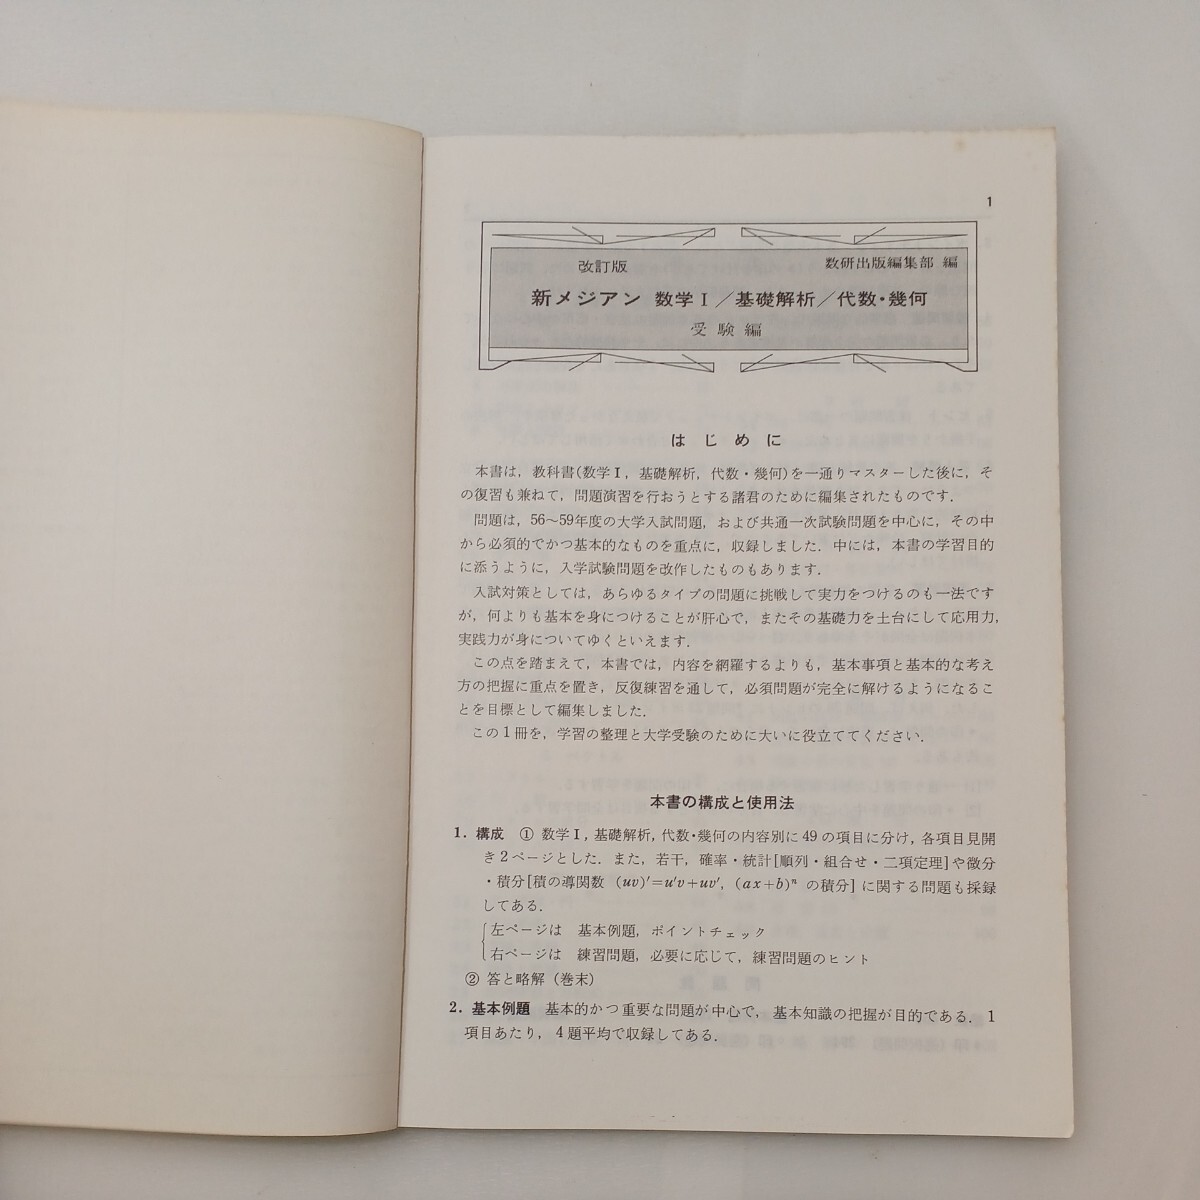 1
改訂版
数研出版編集部 編
新メジアン 数学Ⅰ／基礎解析／代数・幾何
受験編
はじめに
本書は，教科書(数学Ⅰ，基礎解析，代数・幾何)を一通りマスターした後に，そ
の復習も兼ねて，問題演習を行おうとする諸君のために編集されたものです．
問題は，56〜59年度の大学入試問題，および共通一次試験問題を中心に，その中
から必須的でかつ基本的なものを重点に，収録しました．中には，本書の学習目的
に添うように，入学試験問題を改作したものもあります．
入試対策としては，あらゆるタイプの問題に挑戦して実力をつけるのも一法です
が，何よりも基本を身につけることが肝心で，またその基礎力を土台にして応用力，
実践力が身についてゆくといえます．
この点を踏まえて，本書では，内容を網羅するよりも，基本事項と基本的な考え
方の把握に重点を置き，反復練習を通して，必須問題が完全に解けるようになるこ
とを目標として編集しました．
この1冊を，学習の整理と大学受験のために大いに役立ててください．
本書の構成と使用法
1．構成 ① 数学Ⅰ，基礎解析，代数・幾何の内容別に49の項目に分け，各項目見開
き2ページとした．また，若干，確率・統計[順列・組合せ・二項定理]や微分
・積分[積の導関数 (uv)′=u′v+uv′，(ax+b)ⁿ の積分]に関する問題も採録
してある．
左ページは 基本例題，ポイントチェック
右ページは 練習問題，必要に応じて，練習問題のヒント
② 答と略解（巻末）
2．基本例題 基本的かつ重要な問題が中心で，基本知識の把握が目的である．1
項目あたり，4題平均で収録してある．